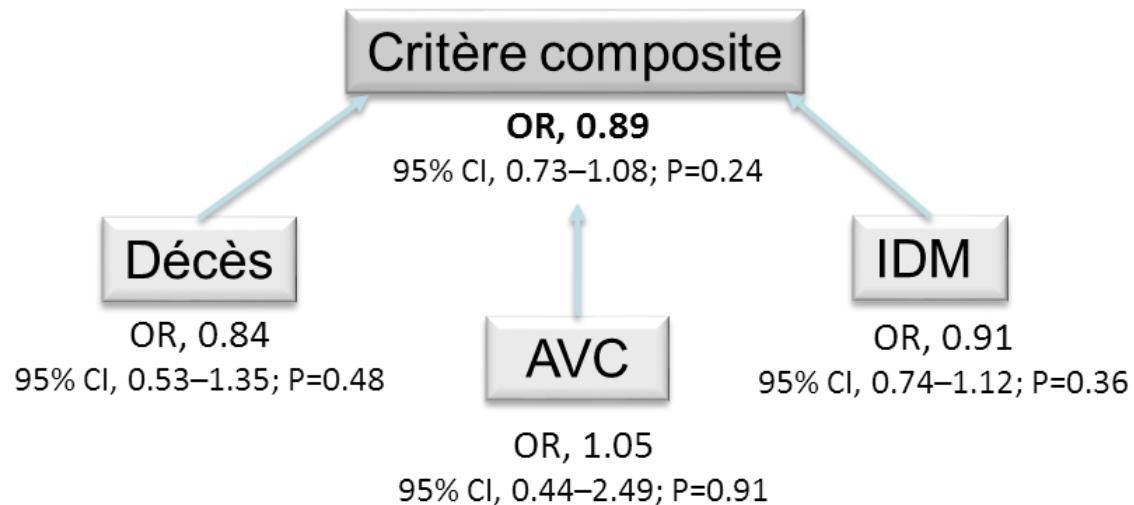 Critère composite
OR, 0.89
95% CI, 0.73–1.08; P=0.24
Décès
OR, 0.84
95% CI, 0.53–1.35; P=0.48
AVC
OR, 1.05
95% CI, 0.44–2.49; P=0.91
IDM
OR, 0.91
95% CI, 0.74–1.12; P=0.36